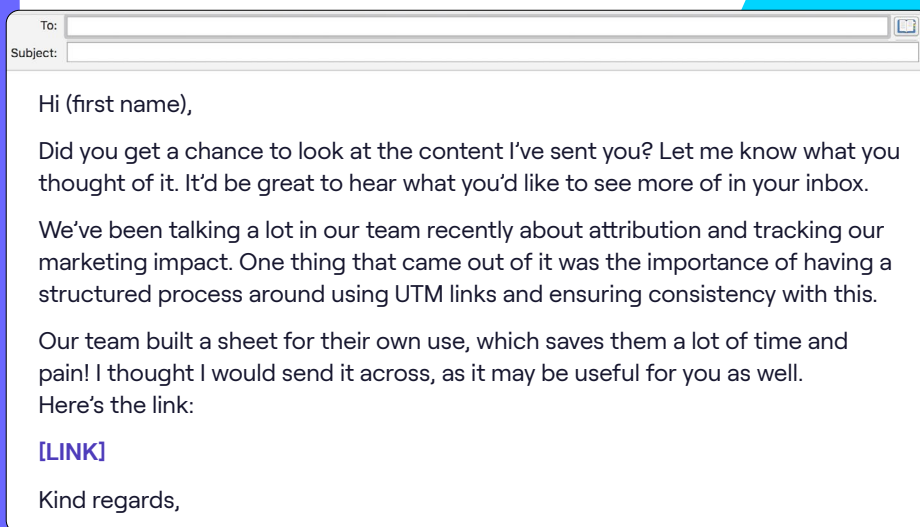 To:
Subject:
Hi (first name),
Did you get a chance to look at the content I’ve sent you? Let me know what you
thought of it. It’d be great to hear what you’d like to see more of in your inbox.
We’ve been talking a lot in our team recently about attribution and tracking our
marketing impact. One thing that came out of it was the importance of having a
structured process around using UTM links and ensuring consistency with this.
Our team built a sheet for their own use, which saves them a lot of time and
pain! I thought I would send it across, as it may be useful for you as well.
Here’s the link:
[LINK]
Kind regards,